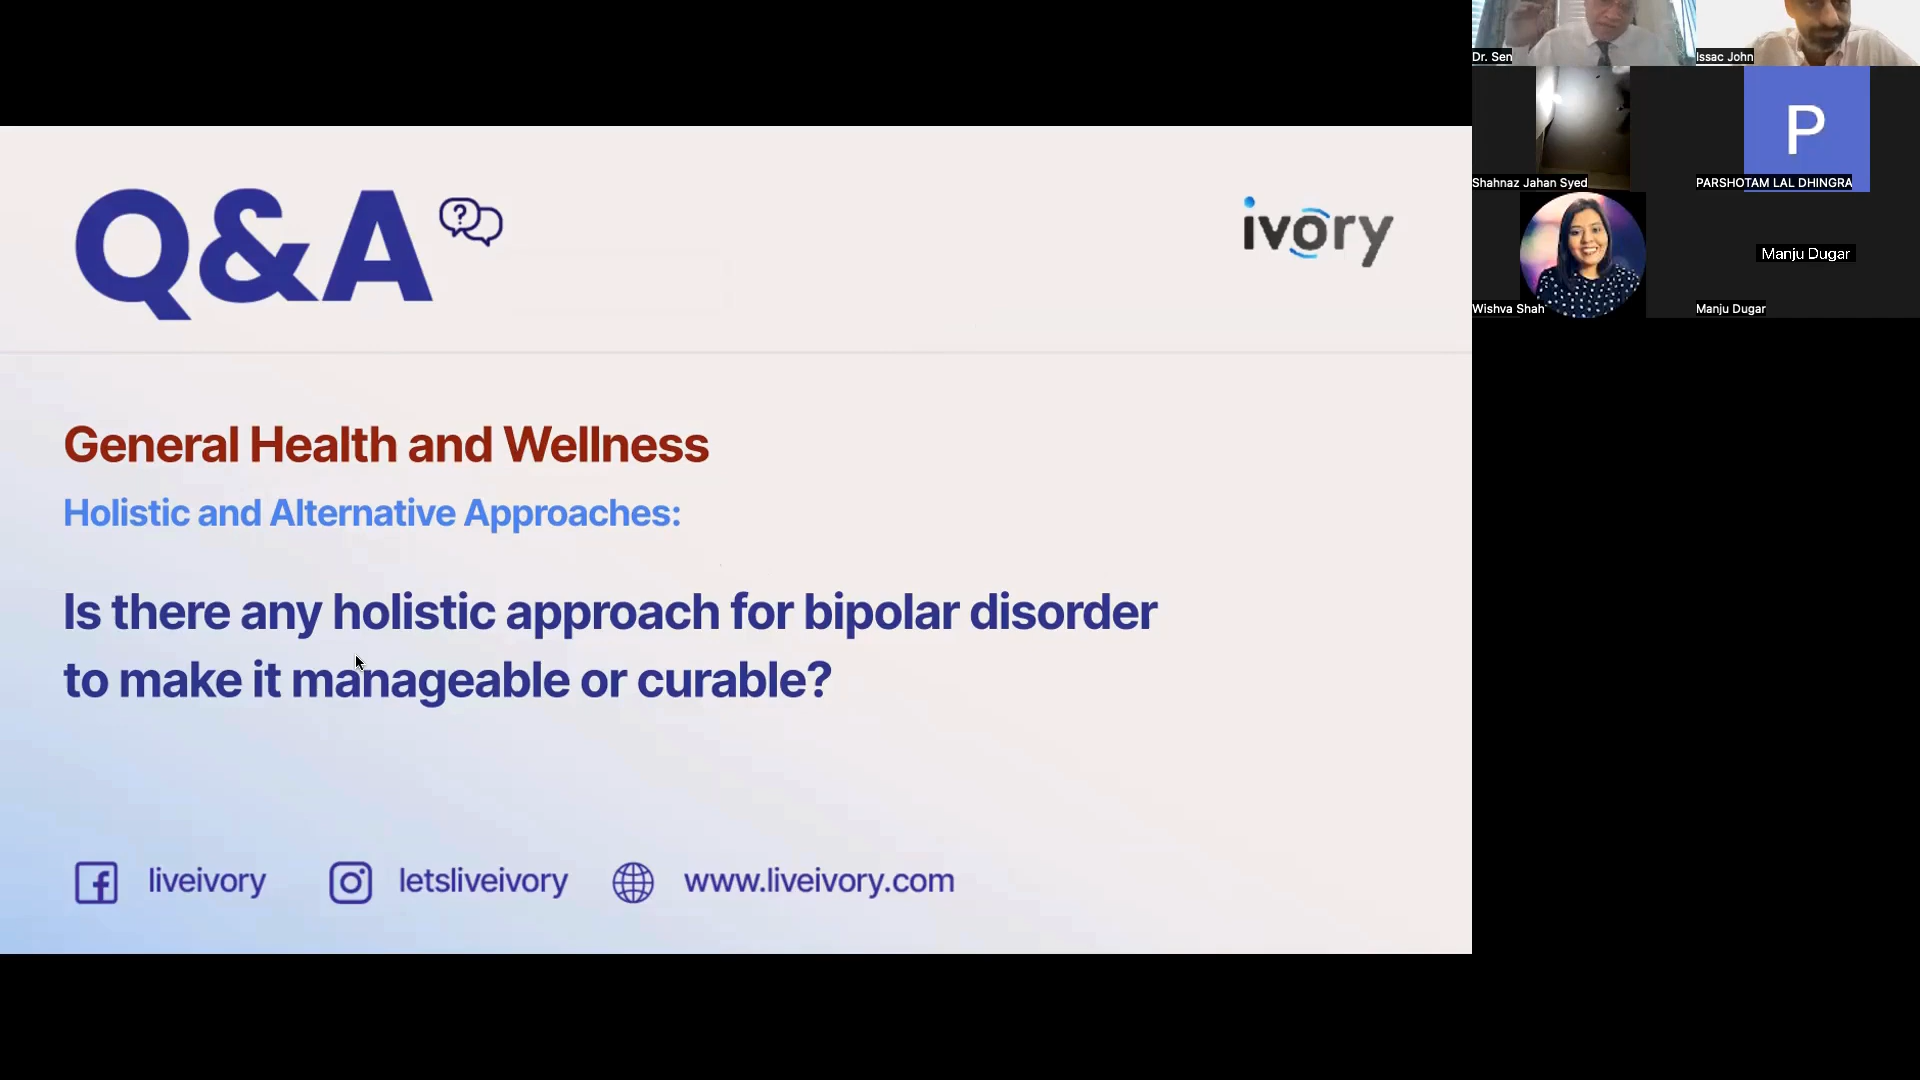 Q&A
?
ivory
General Health and Wellness
Holistic and Alternative Approaches:
Is there any holistic approach for bipolar disorder
to make it manageable or curable?
liveivory
letsliveivory
www.liveivory.com
Dr. Sen
Issac John
Shahnaz Jahan Syed
P
PARSHOTAM LAL DHINGRA
Wishva Shah
Manju Dugar
Manju Dugar